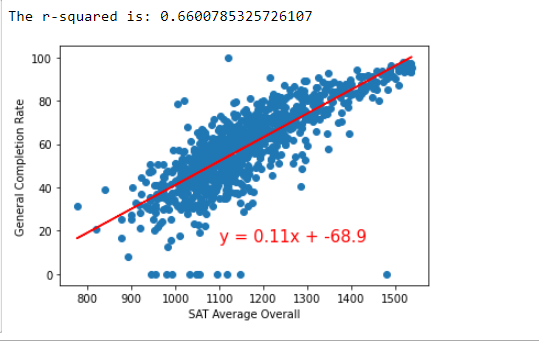 The r-squared is: 0.6600785325726107
100
80
60
40
20
0
General Completion Rate
y = 0.11x + -68.9
800 900 1000 1100 1200 1300 1400 1500
SAT Average Overall